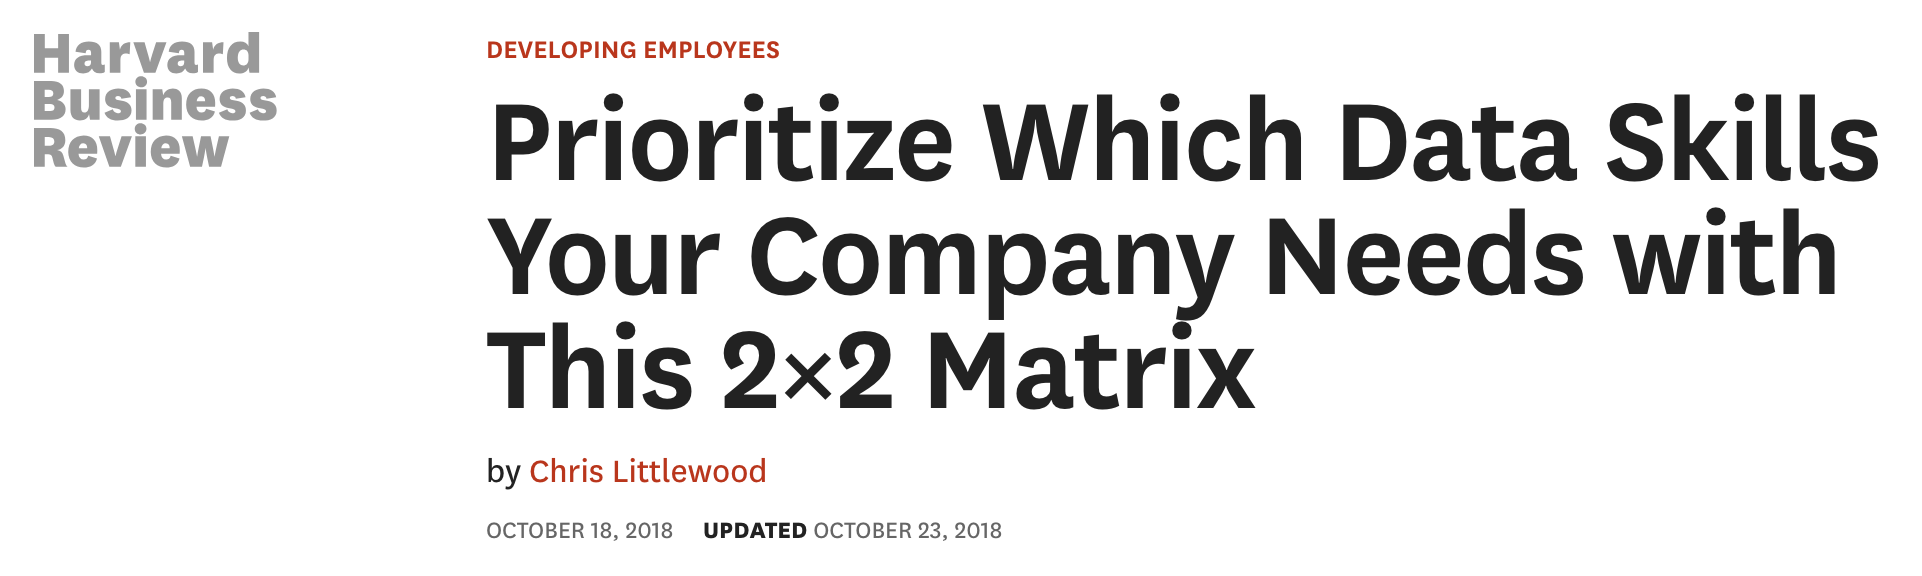 Harvard
Business
Review
DEVELOPING EMPLOYEES
Prioritize Which Data Skills
Your Company Needs with
This 2×2 Matrix
by Chris Littlewood
OCTOBER 18, 2018 UPDATED OCTOBER 23, 2018